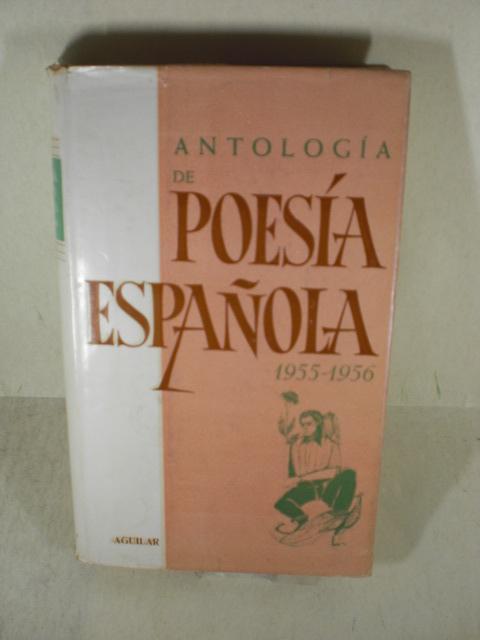 ANTOLOGÍA
DE
POESÍA
ESPAÑOLA
1955-1956
AGUILAR